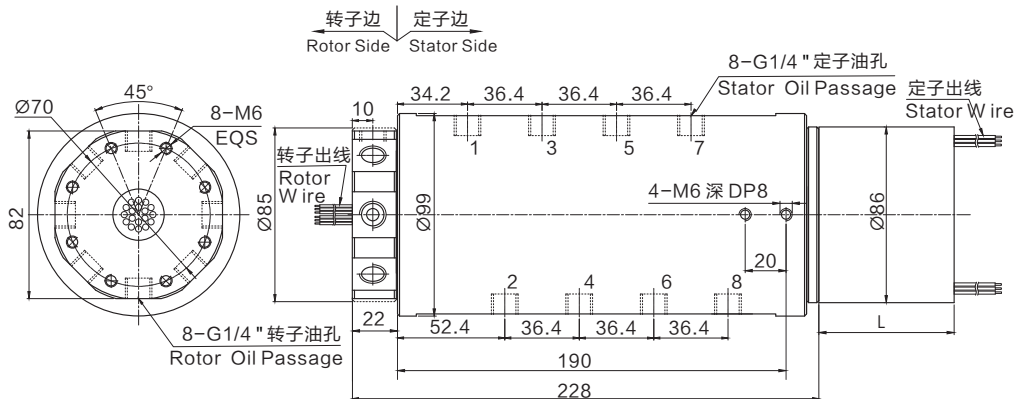 转子边 定子边
Rotor Side Stator Side
8-G1/4" 定子油孔
Stator Oil Passage
定子出线
Stator Wire
34.2 36.4 36.4 36.4
10
45°
Ø70
8-M6
EQS
1 3 5 7
转子出线
Rotor
Wire
4-M6 深 DP8
82
Ø85
Ø99
Ø86
20
2 4 6 8
8-G1/4" 转子油孔
Rotor Oil Passage
22
52.4 36.4 36.4 36.4
L
190
228